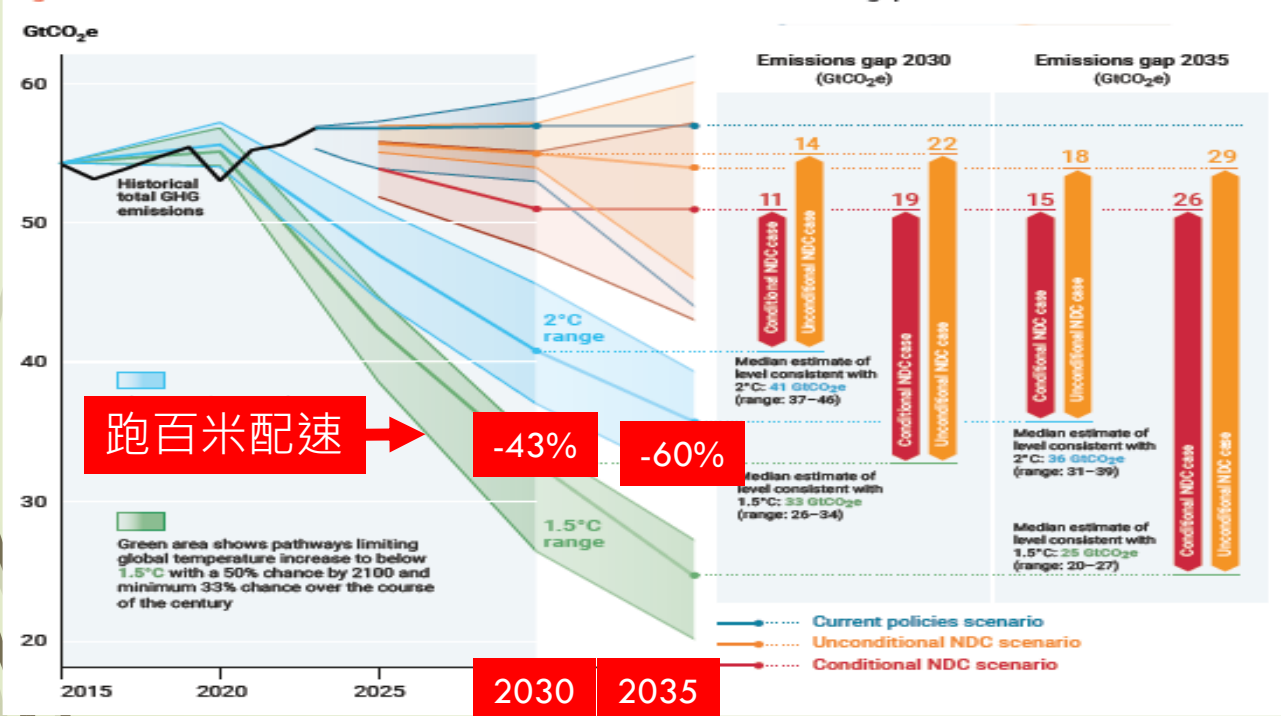 GtCO₂e
60
50
40
30
20
2015
2020
2025
2030
2035
Historical
total GHG
emissions
跑百米配速
-43%
-60%
2°C
range
1.5°C
range
Green area shows pathways limiting
global temperature increase to below
1.5°C with a 50% chance by 2100 and
minimum 33% chance over the course
of the century
Emissions gap 2030
(GtCO₂e)
11
14
19
22
Conditional NDC case
Unconditional NDC case
Conditional NDC case
Unconditional NDC case
Median estimate of
level consistent with
2°C: 41 GtCO₂e
(range: 37–46)
Median estimate of
level consistent with
1.5°C: 33 GtCO₂e
(range: 26–34)
Emissions gap 2035
(GtCO₂e)
15
18
26
29
Conditional NDC case
Unconditional NDC case
Conditional NDC case
Unconditional NDC case
Median estimate of
level consistent with
2°C: 36 GtCO₂e
(range: 31–39)
Median estimate of
level consistent with
1.5°C: 25 GtCO₂e
(range: 20–27)
Current policies scenario
Unconditional NDC scenario
Conditional NDC scenario